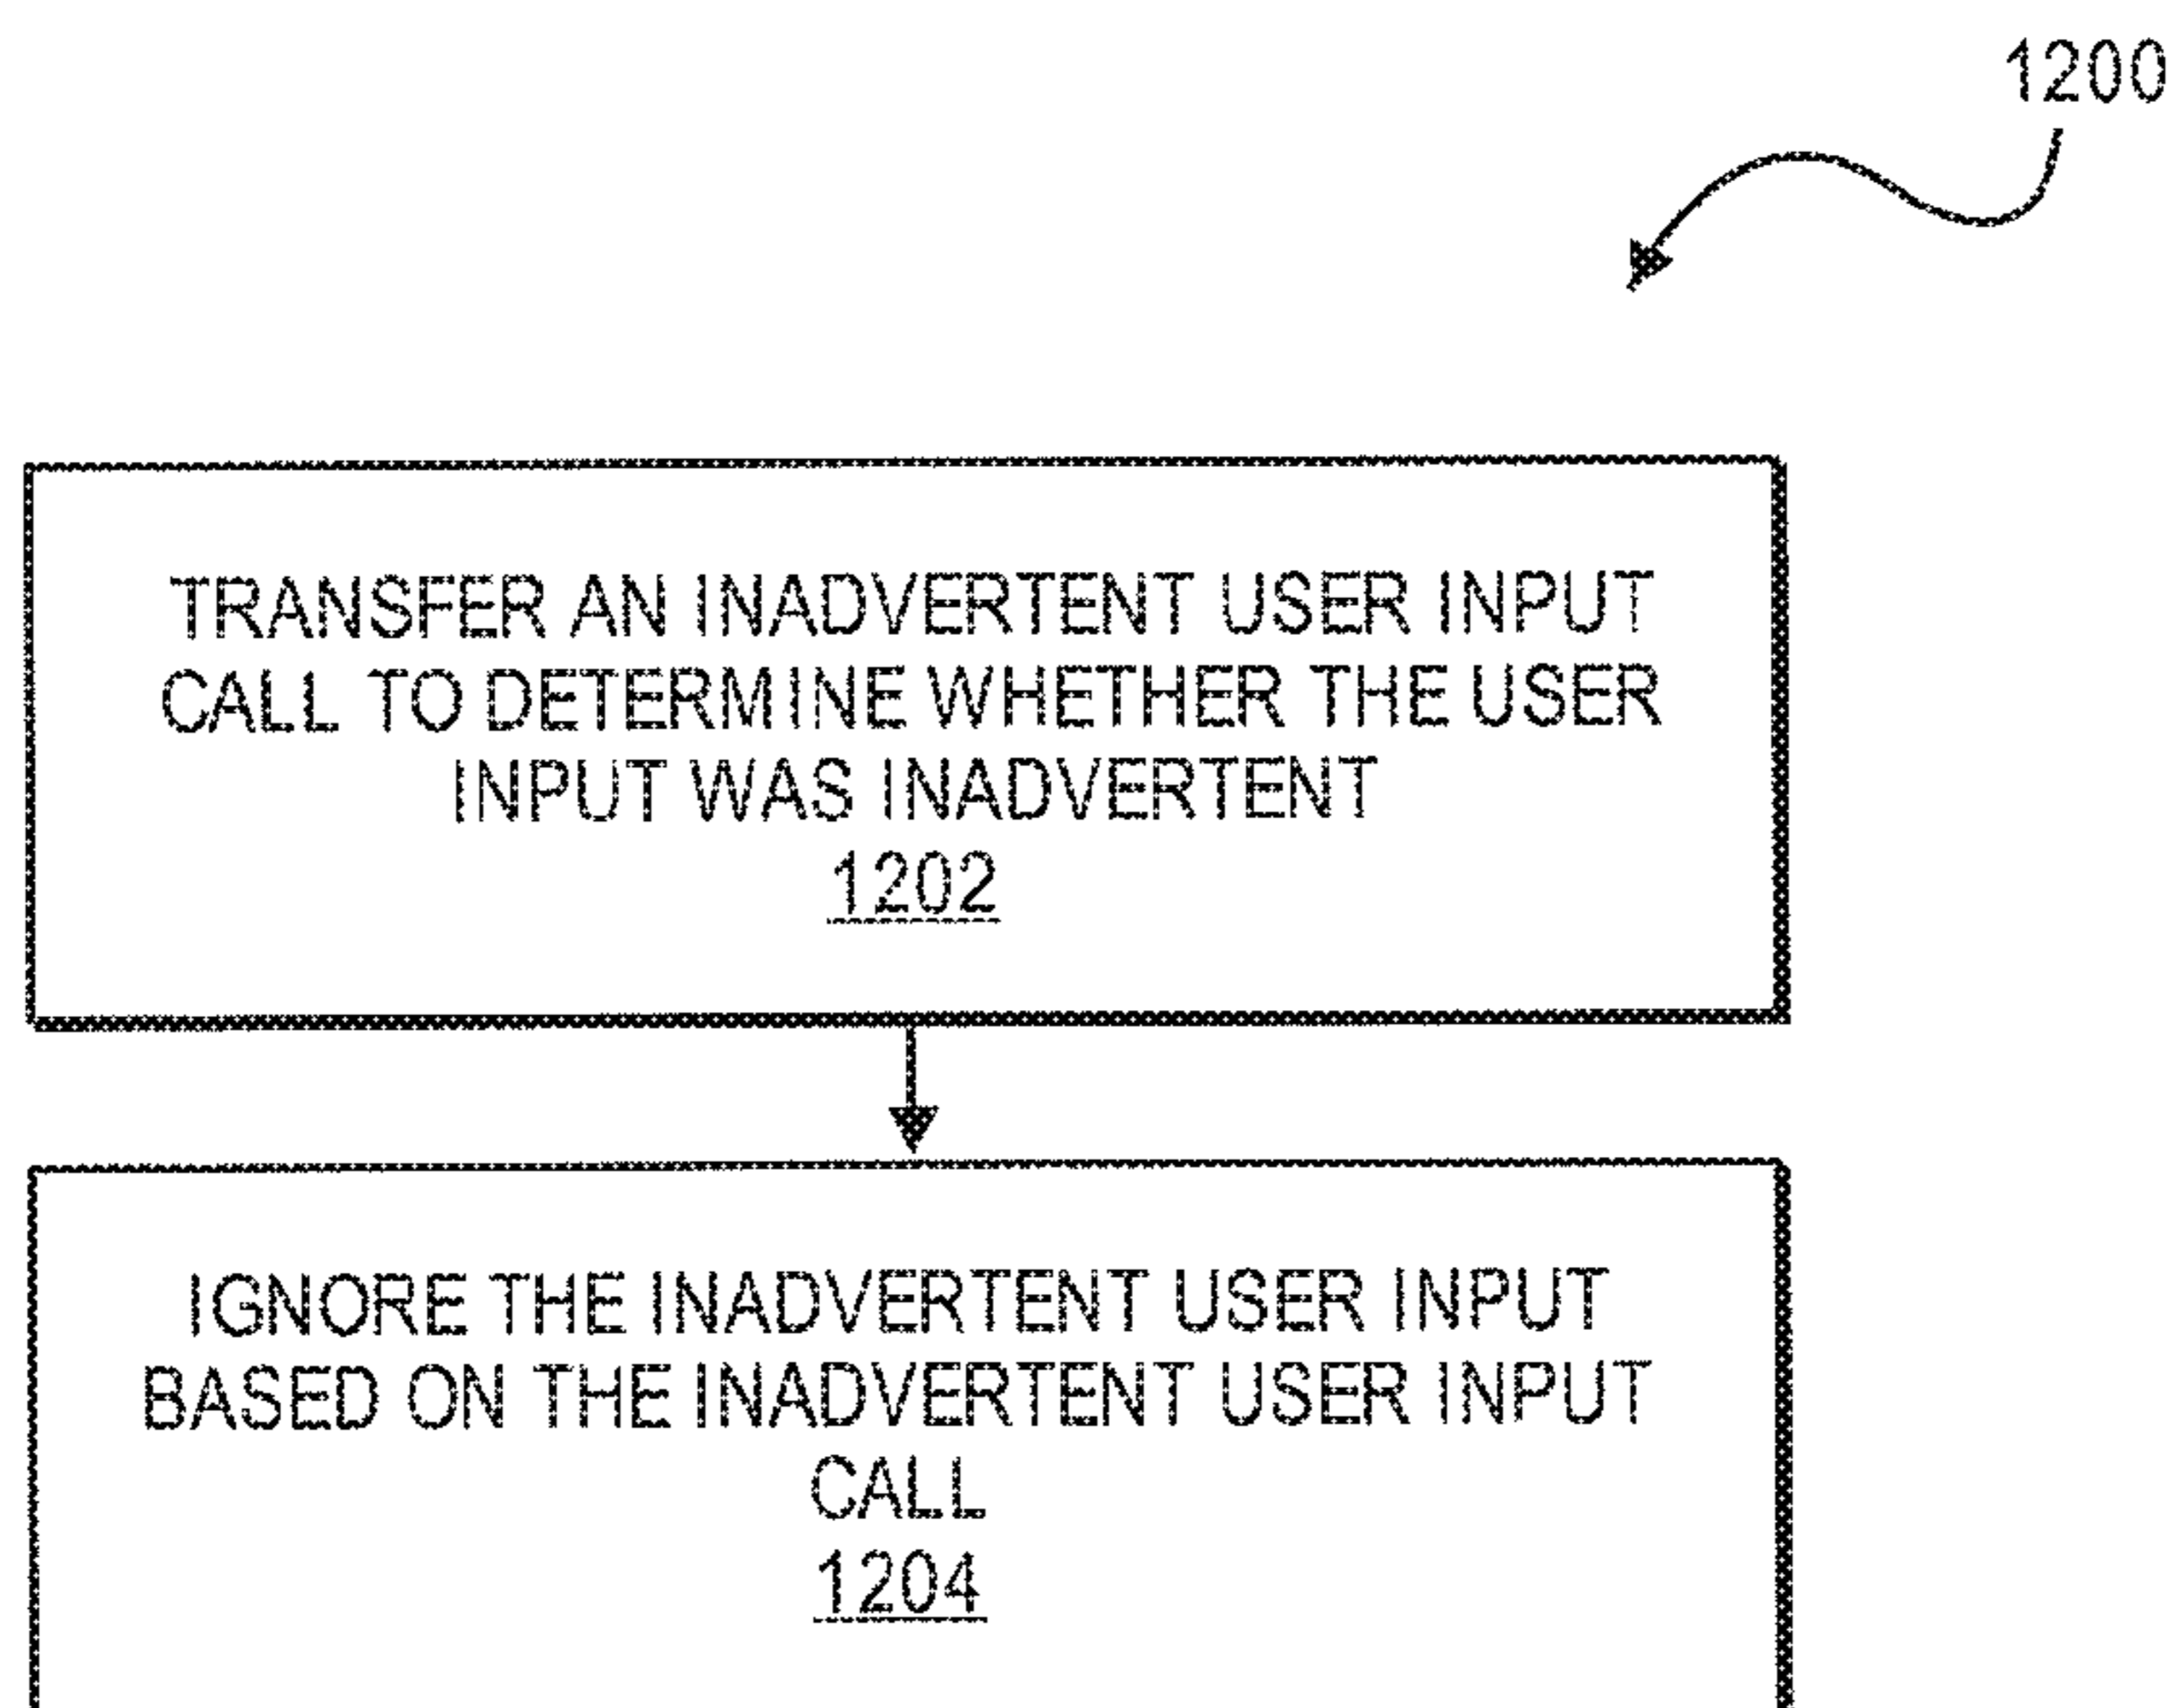 1200
TRANSFER AN INADVERTENT USER INPUT
CALL TO DETERMINE WHETHER THE USER
INPUT WAS INADVERTENT
1202
IGNORE THE INADVERTENT USER INPUT
BASED ON THE INADVERTENT USER INPUT
CALL
1204